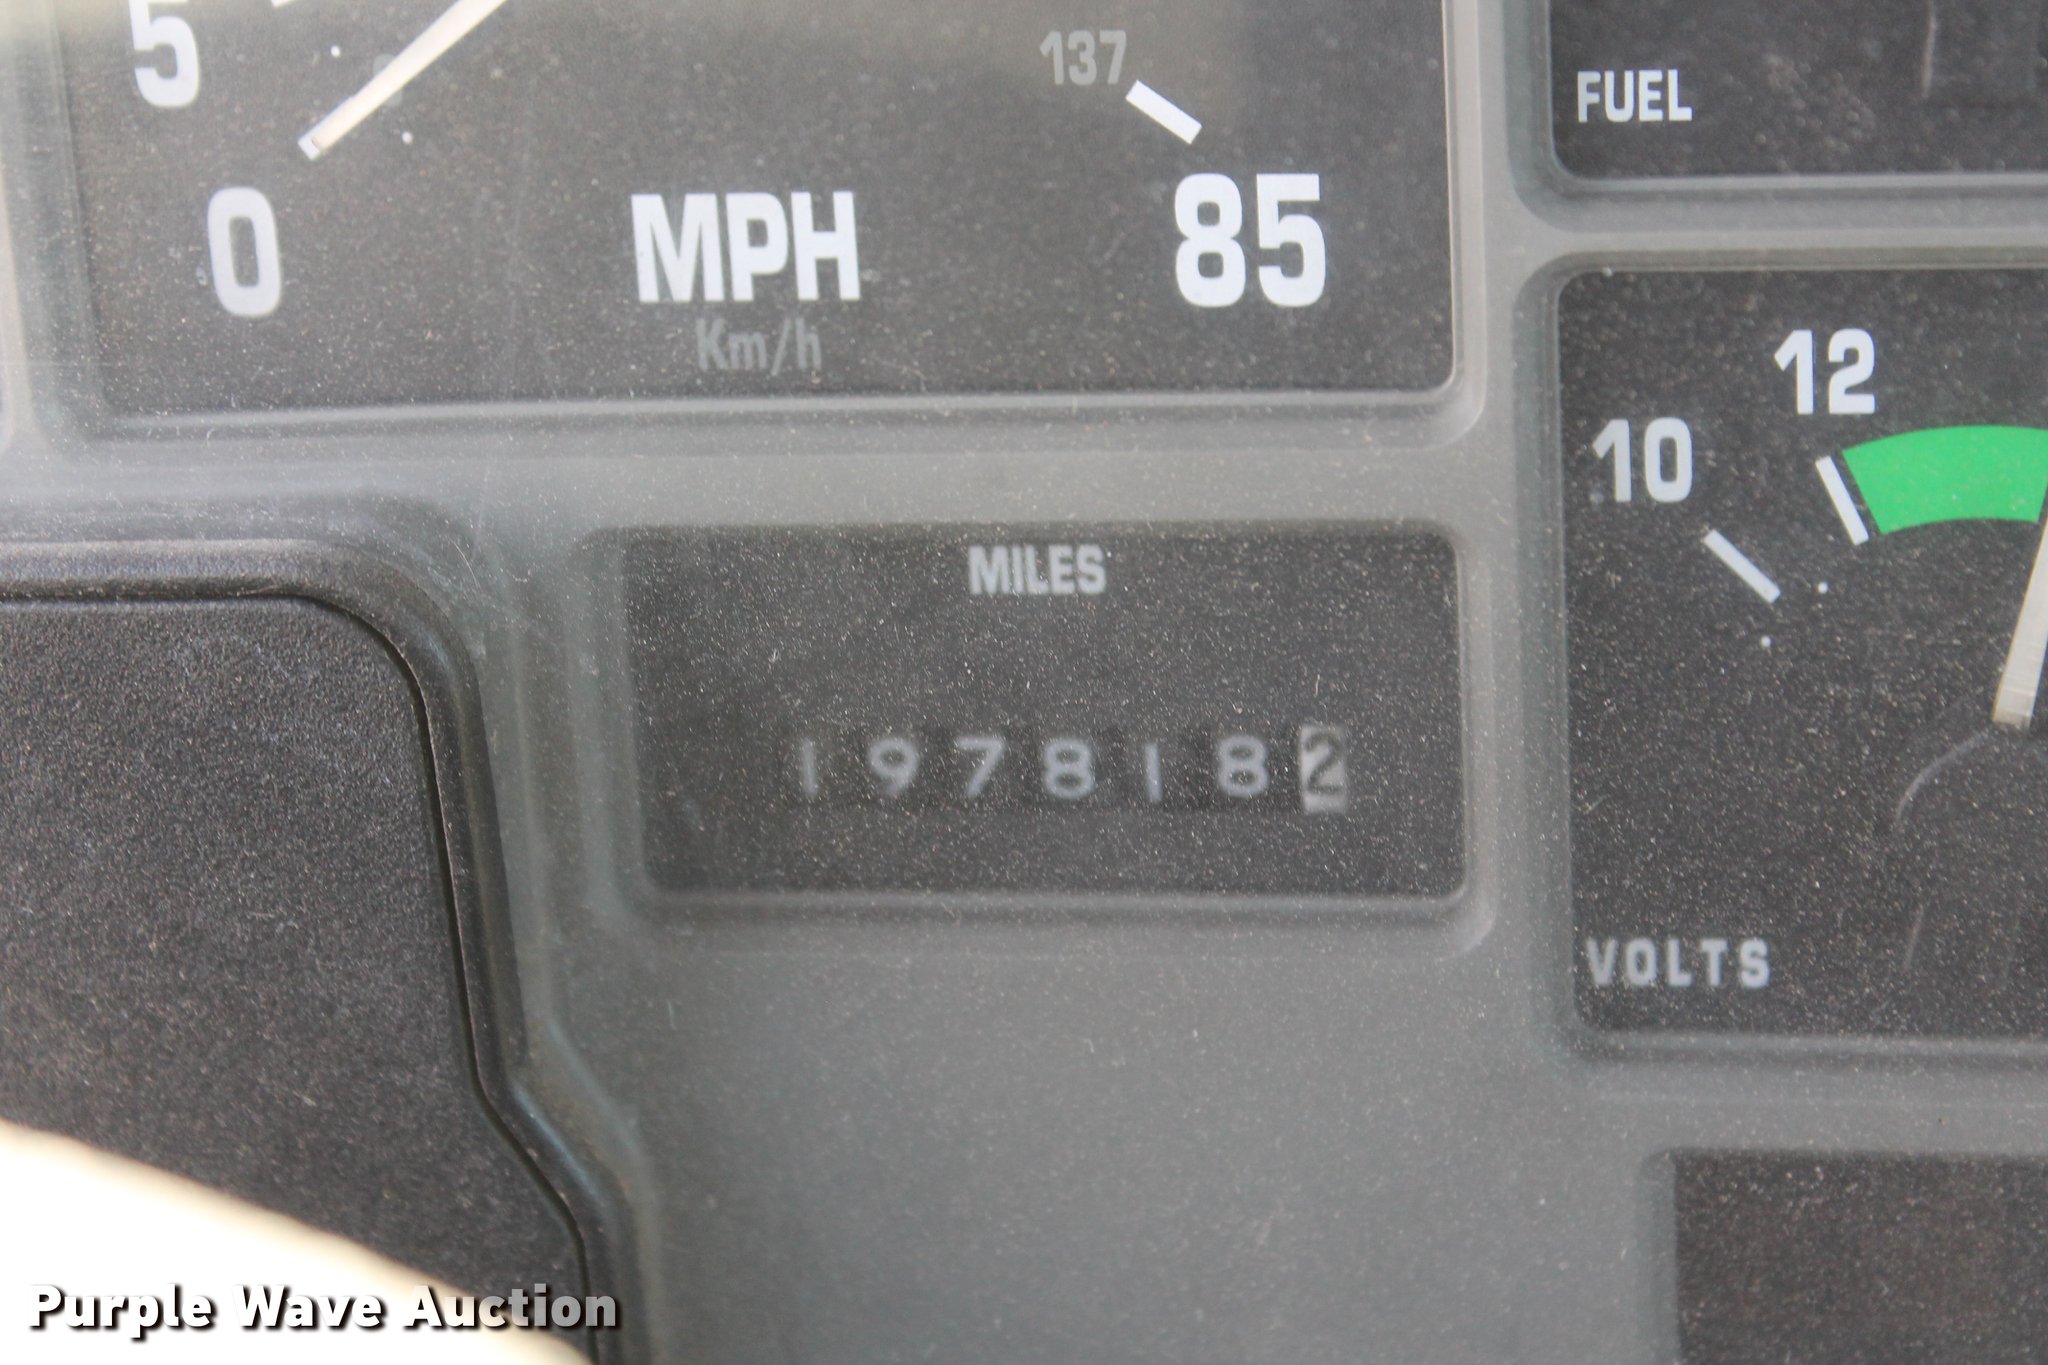 5
0
137
85
MPH
Km/h
FUEL
10
12
VOLTS
MILES
1978182
Purple Wave Auction